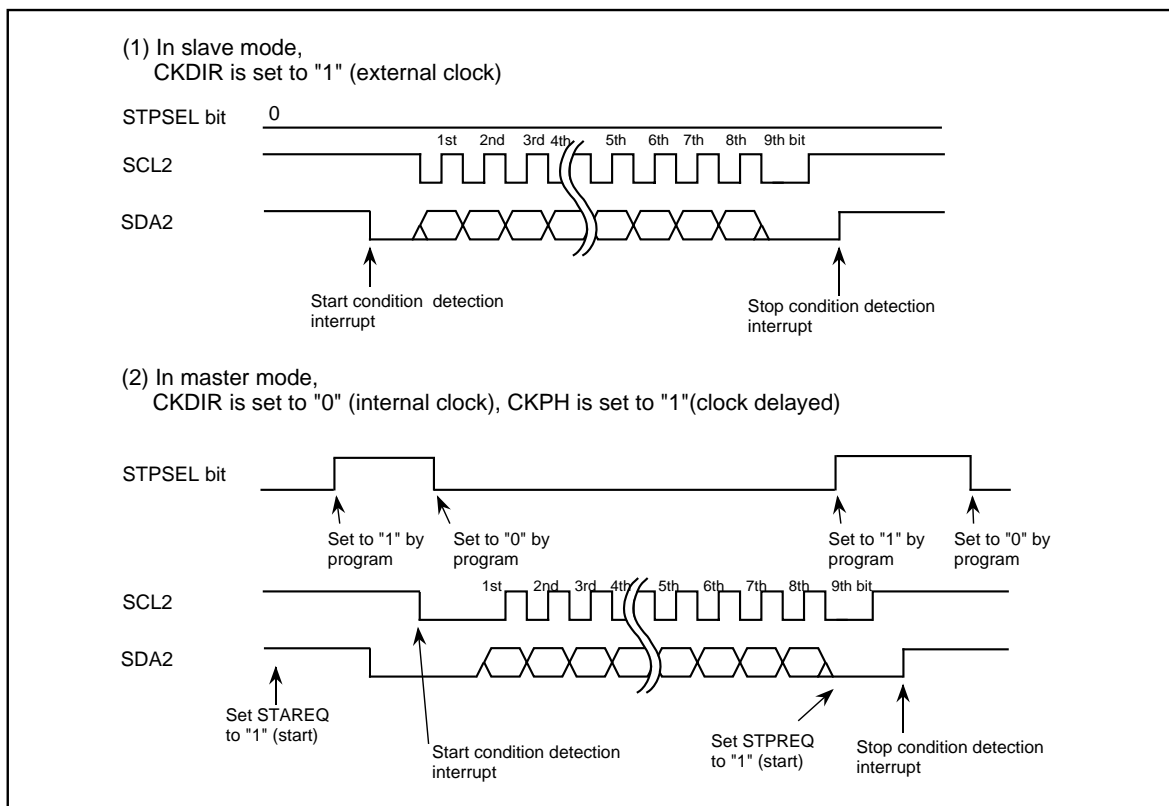 (1) In slave mode,
CKDIR is set to "1" (external clock)
STPSEL bit
0
1st 2nd 3rd 4th 5th 6th 7th 8th 9th bit
SCL2
SDA2
Start condition detection
interrupt
Stop condition detection
interrupt
(2) In master mode,
CKDIR is set to "0" (internal clock), CKPH is set to "1"(clock delayed)
STPSEL bit
Set to "1" by
program
Set to "0" by
program
Set to "1" by
program
Set to "0" by
program
1st 2nd 3rd 4th 5th 6th 7th 8th 9th bit
SCL2
SDA2
Set STAREQ
to "1" (start)
Start condition detection
interrupt
Set STPREQ
to "1" (start)
Stop condition detection
interrupt